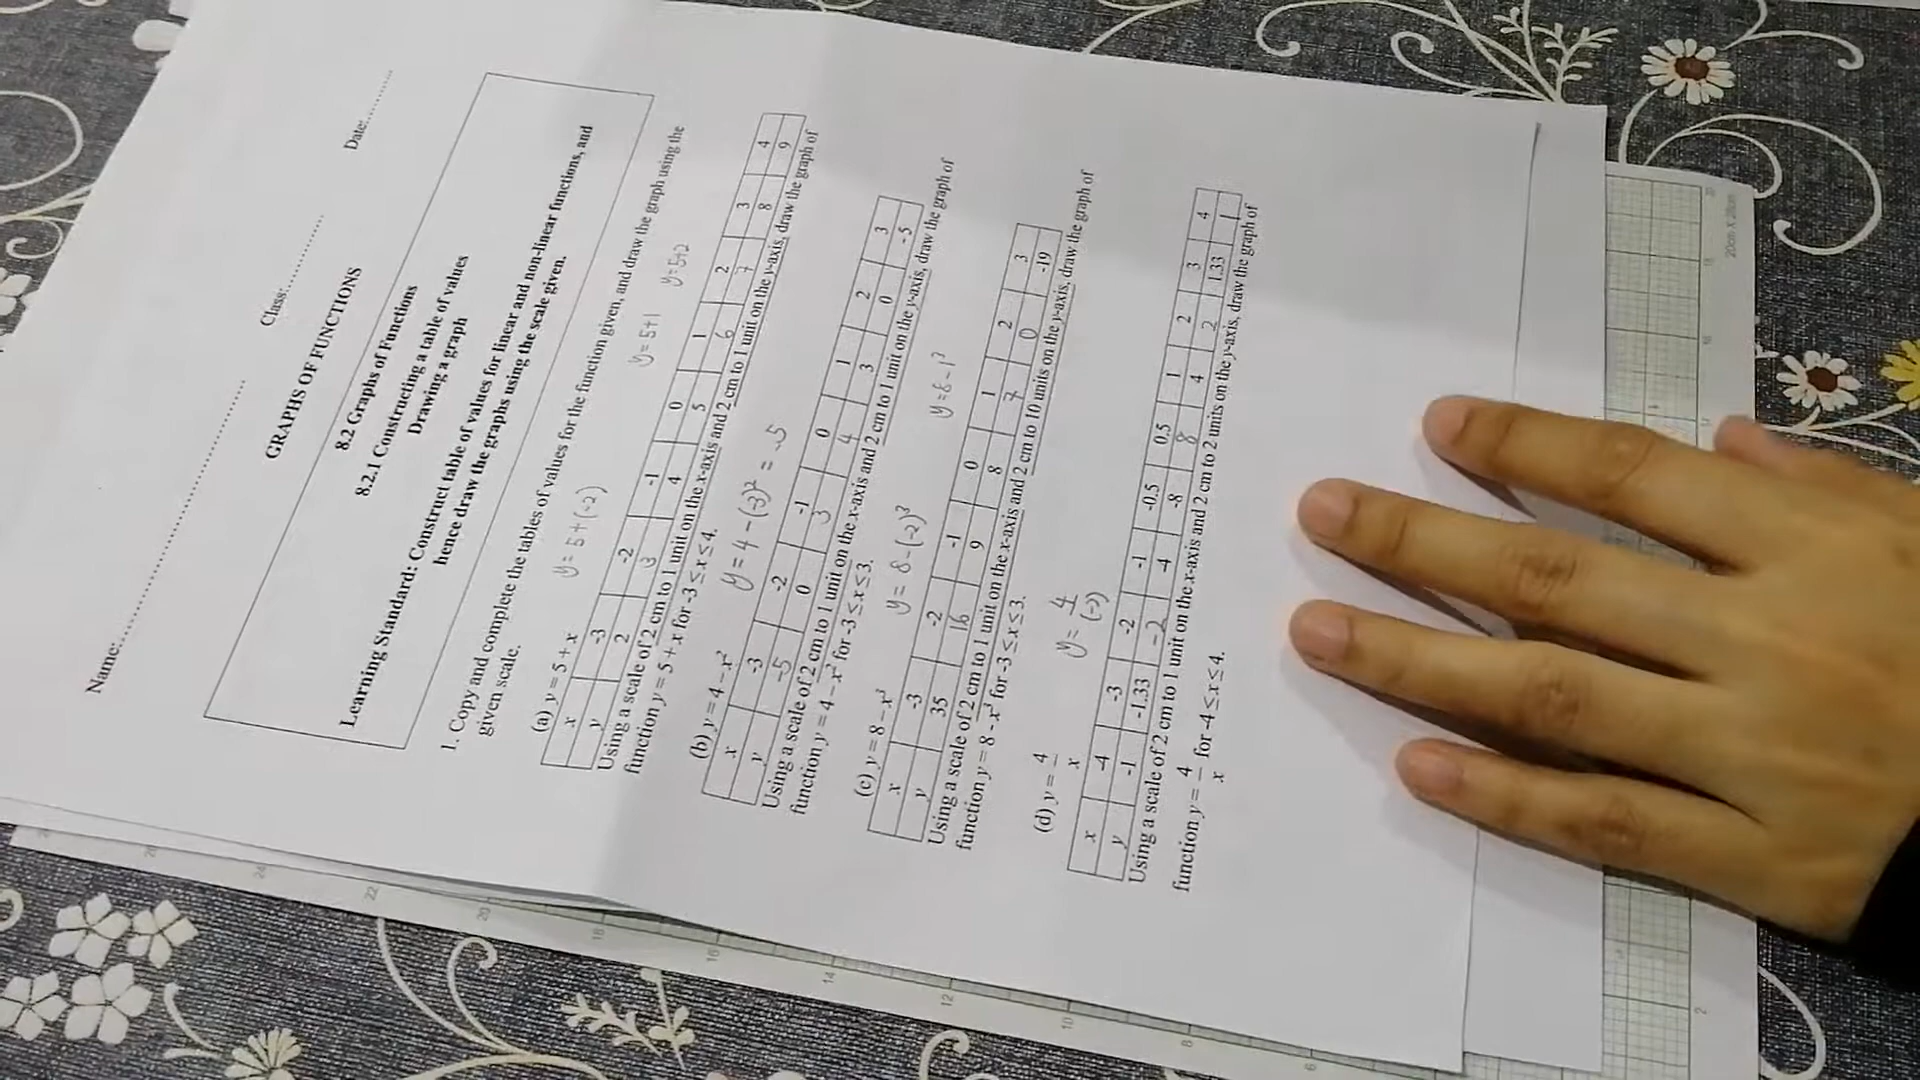 Name:............................................ Class:.................... Date:...............
GRAPHS OF FUNCTIONS
8.2 Graphs of Functions
8.2.1 Constructing a table of values
Drawing a graph
Learning Standard: Construct table of values for linear and non-linear functions, and
hence draw the graphs using the scale given.
1. Copy and complete the tables of values for the function given, and draw the graph using the
given scale.
(a) y = 5 + x y = 5 + (-2) y = 5+1 y = 5+2
x -3 -2 -1 0 1 2 3 4
y 2 3 4 5 6 7 8 9
Using a scale of 2 cm to 1 unit on the x-axis and 2 cm to 1 unit on the y-axis, draw the graph of
function y = 5 + x for -3 ≤ x ≤ 4.
(b) y = 4 – x² y = 4 - (-3)² = -5
x -3 -2 -1 0 1 2 3
y -5 0 3 4 3 0 -5
Using a scale of 2 cm to 1 unit on the x-axis and 2 cm to 1 unit on the y-axis, draw the graph of
function y = 4 – x² for -3 ≤ x ≤ 3.
(c) y = 8 – x³ y = 8 - (-2)³ y = 8 - 1³
x -3 -2 -1 0 1 2 3
y 35 16 9 8 7 0 -19
Using a scale of 2 cm to 1 unit on the x-axis and 2 cm to 10 units on the y-axis, draw the graph of
function y = 8 - x³ for -3 ≤ x ≤ 3.
(d) y = 4/x y = 4/(-2)
x -4 -3 -2 -1 -0.5 0.5 1 2 3 4
y -1 -1.33 -2 -4 -8 8 4 2 1.33 1
Using a scale of 2 cm to 1 unit on the x-axis and 2 cm to 2 units on the y-axis, draw the graph of
function y = 4/x for -4 ≤ x ≤ 4.
24
22
20
18
16
14
12
10
8
6
2
20cm X 28cm